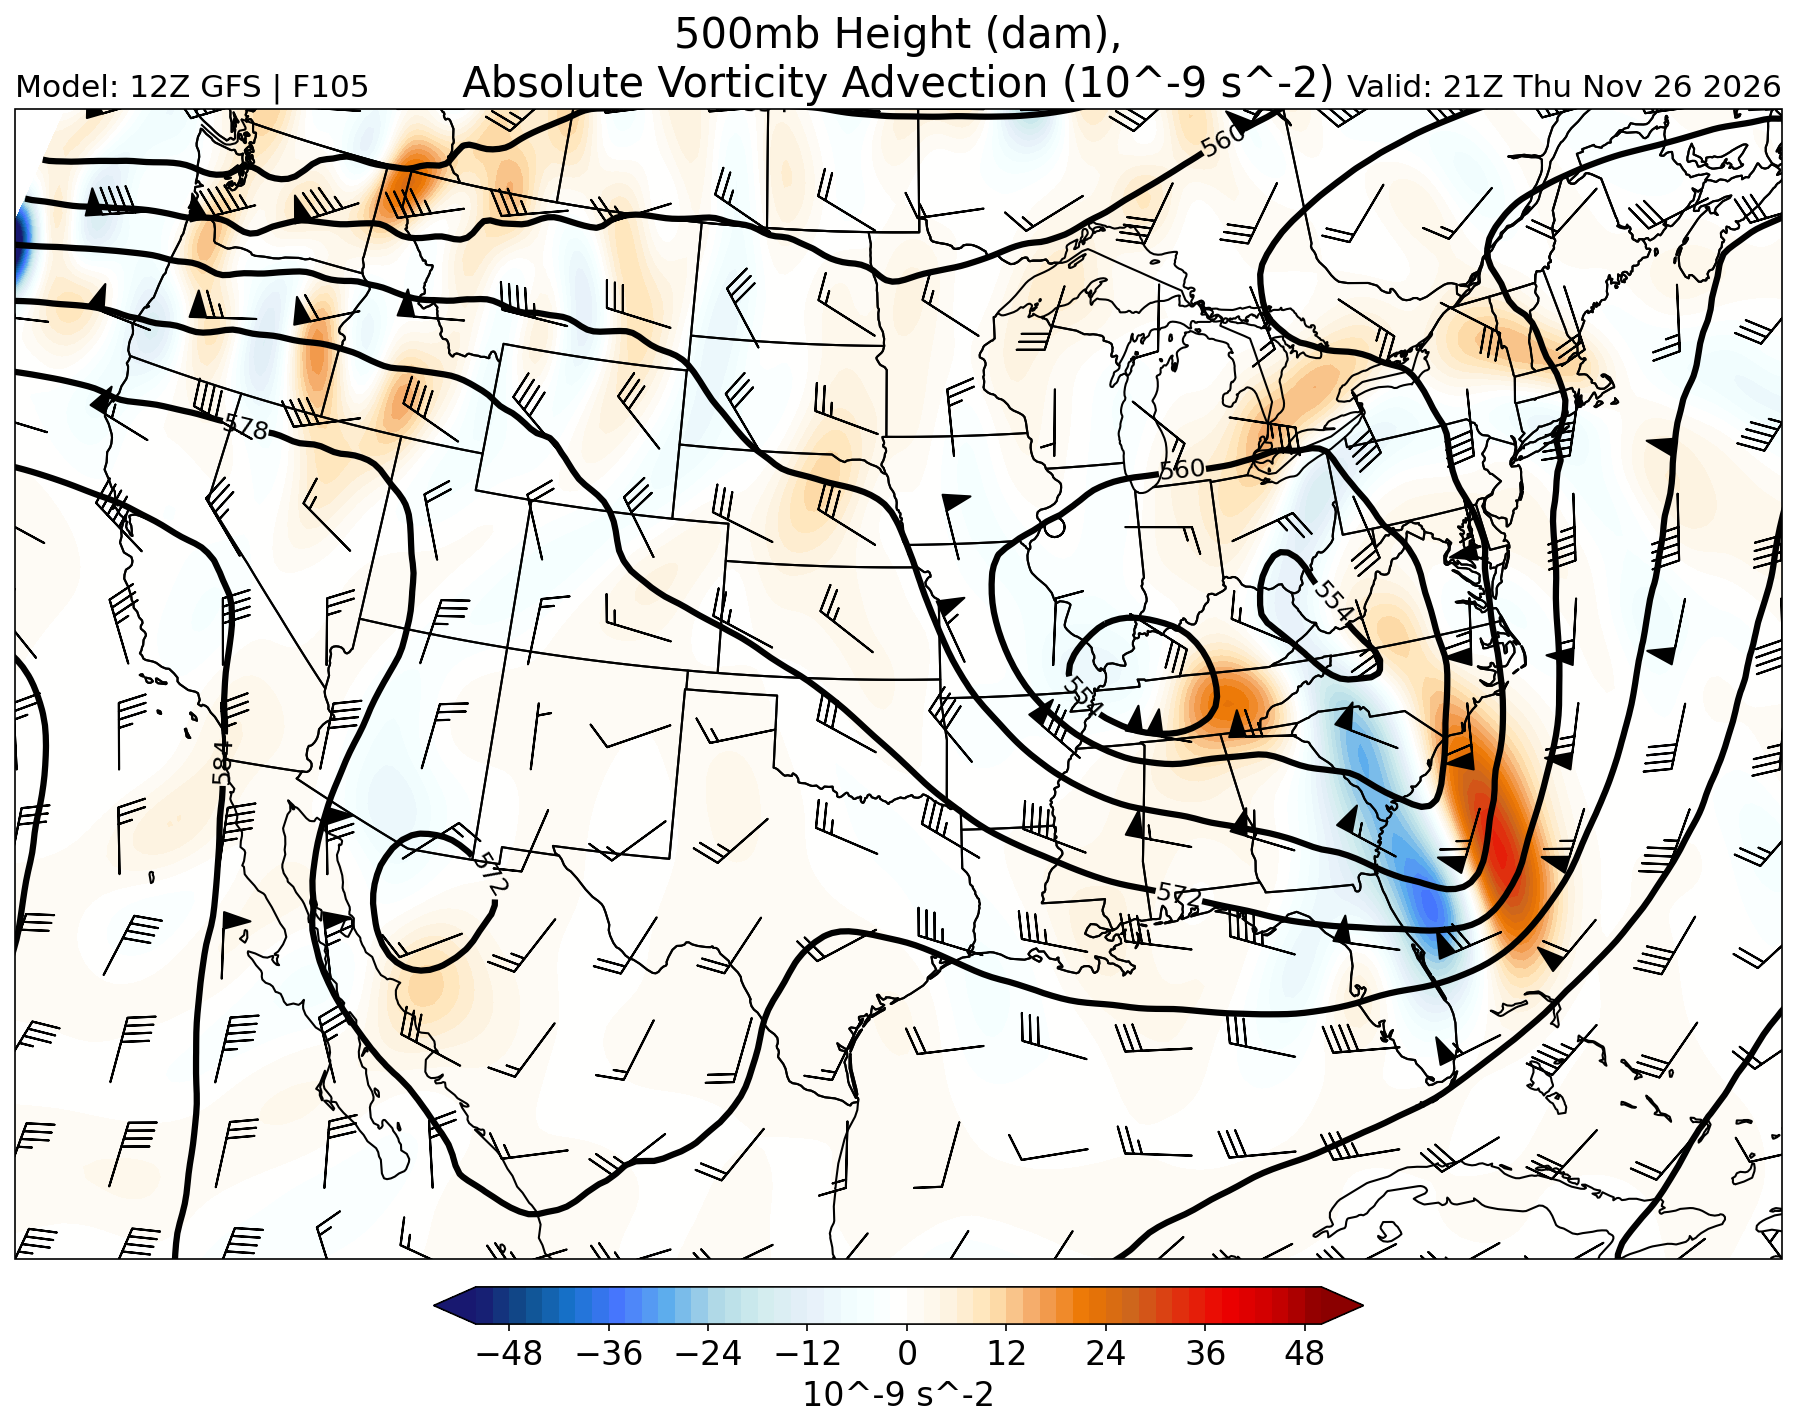 500mb Height (dam),
Model: 12Z GFS | F105
Absolute Vorticity Advection (10^-9 s^-2)
Valid: 21Z Thu Nov 26 2026
560
578
560
554
554
584
572
572
−48 −36 −24 −12 0 12 24 36 48
10^-9 s^-2